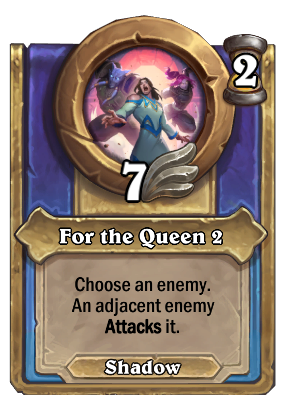 2
7
For the Queen 2
Choose an enemy.
An adjacent enemy
Attacks it.
Shadow